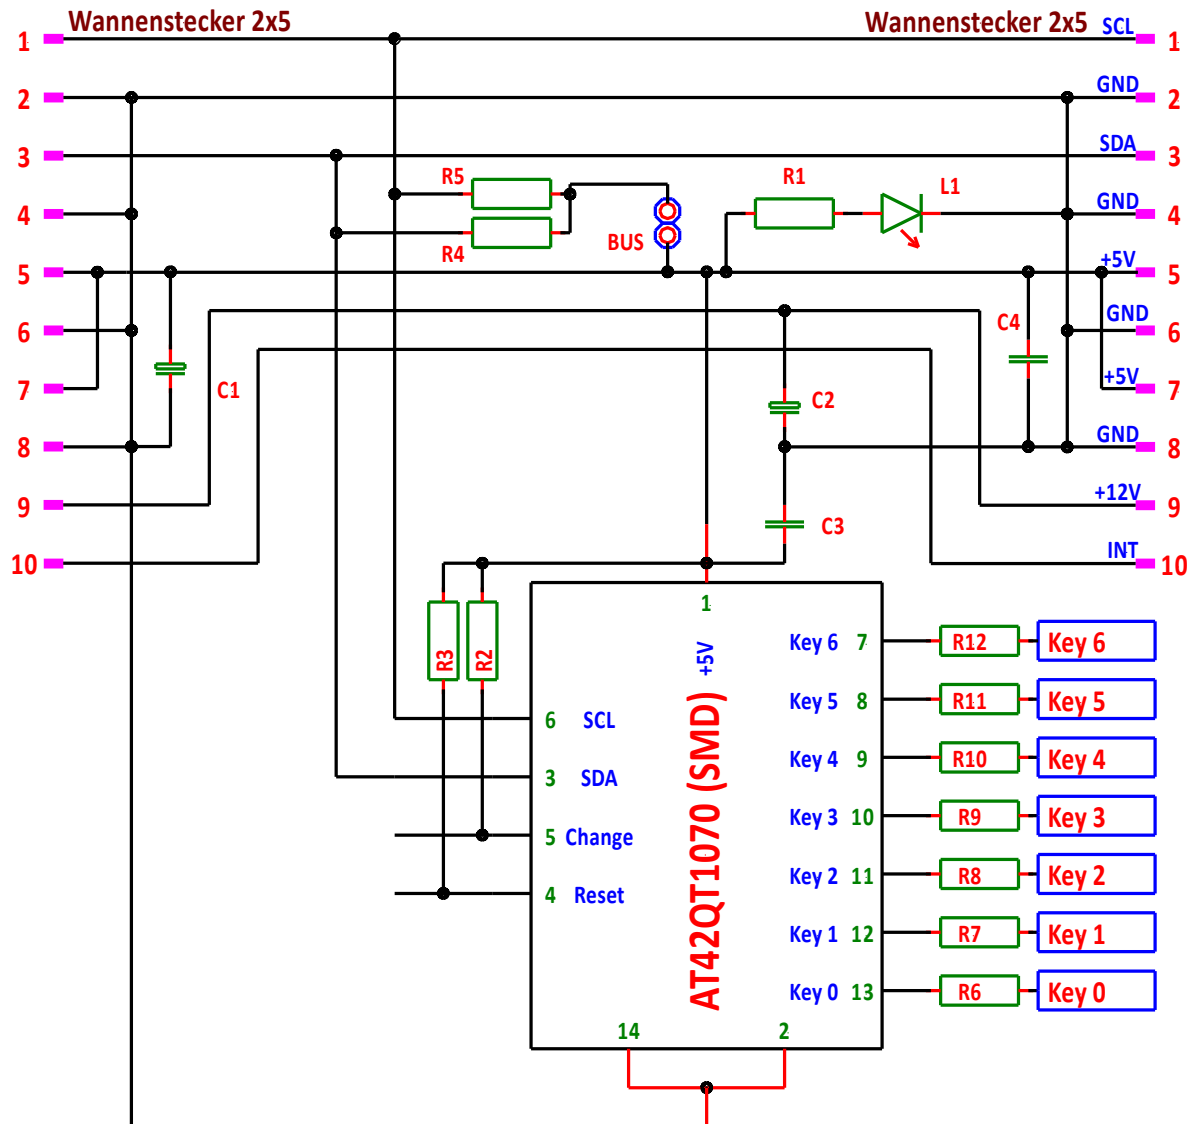 Wannenstecker 2x5
Wannenstecker 2x5
SCL
1
1
GND
2
2
SDA
3
3
R5
R1
L1
GND
4
4
R4
BUS
+5V
5
5
GND
6
6
C4
C1
+5V
7
7
C2
GND
8
8
+12V
9
9
C3
INT
10
10
1
+5V
R3
R2
Key 6 7
R12
Key 6
Key 5 8
R11
Key 5
6 SCL
Key 4 9
R10
Key 4
3 SDA
Key 3 10
R9
Key 3
5 Change
Key 2 11
R8
Key 2
4 Reset
Key 1 12
R7
Key 1
Key 0 13
R6
Key 0
AT42QT1070 (SMD)
14
2